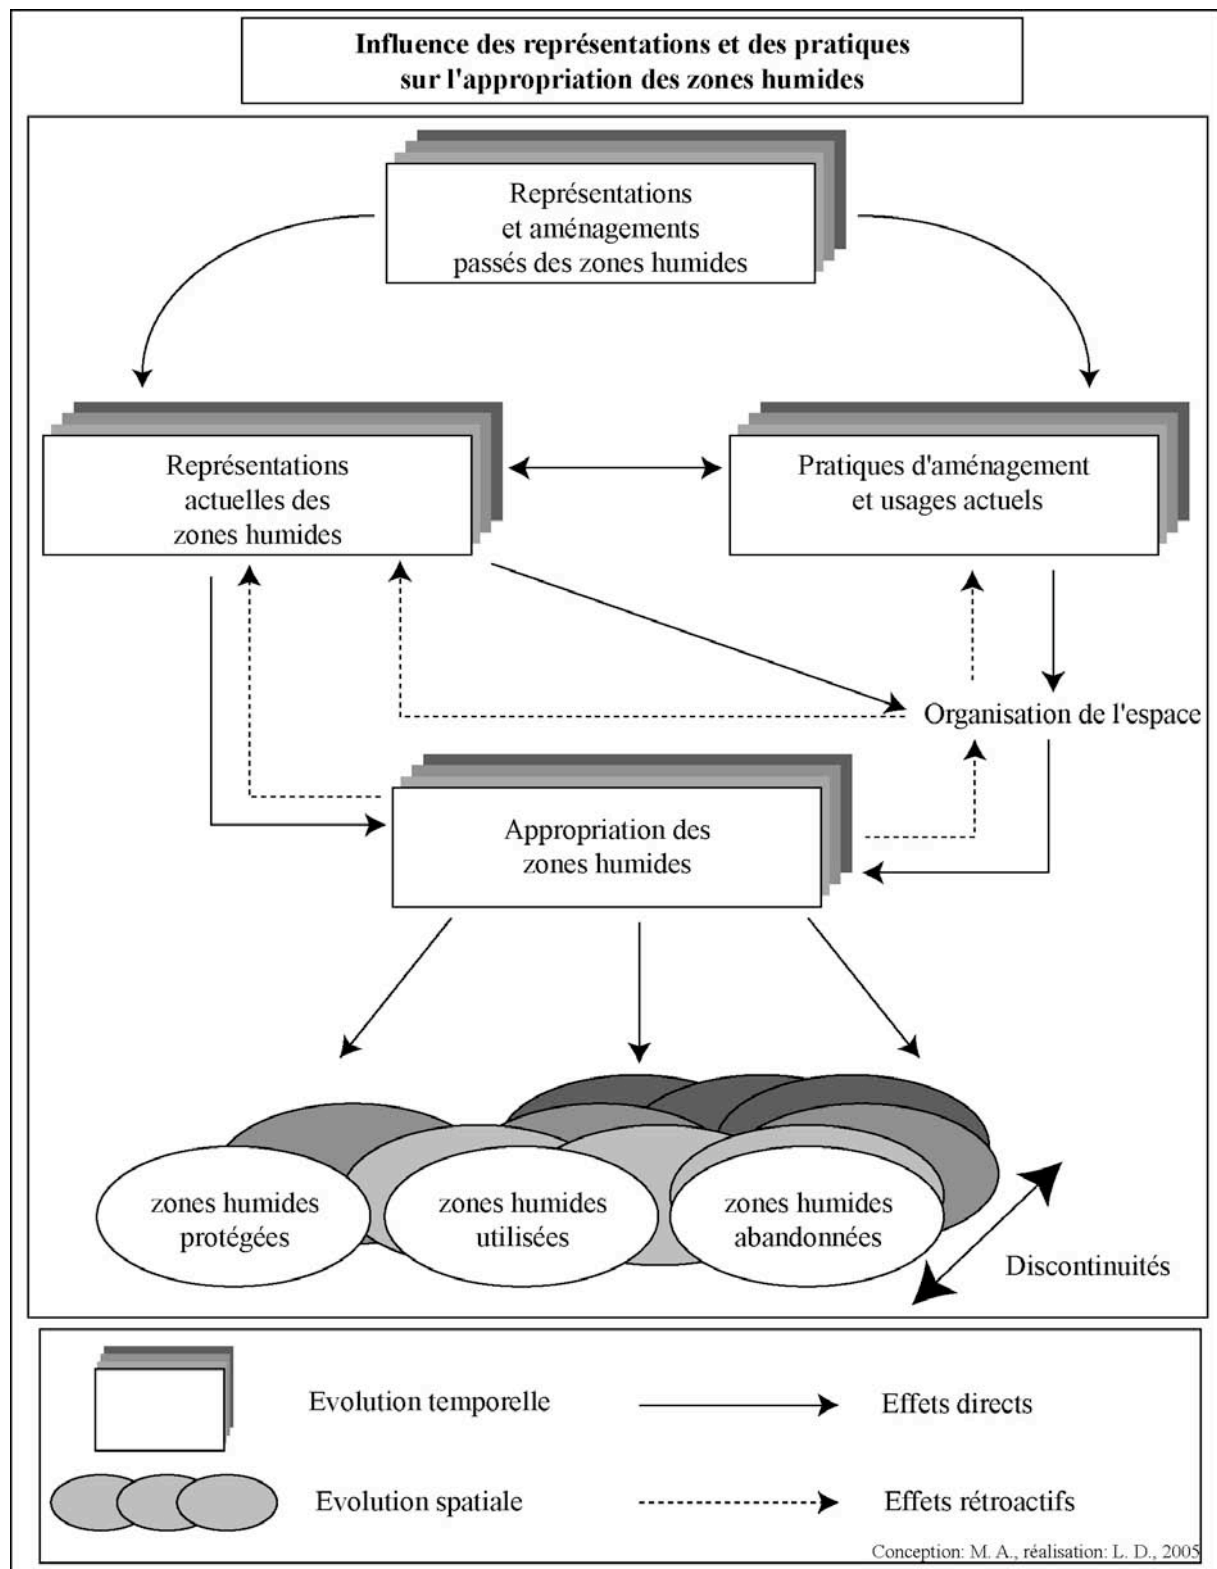 Influence des représentations et des pratiques
sur l'appropriation des zones humides
Représentations
et aménagements
passés des zones humides
Représentations
actuelles des
zones humides
Pratiques d'aménagement
et usages actuels
Organisation de l'espace
Appropriation des
zones humides
zones humides
protégées
zones humides
utilisées
zones humides
abandonnées
Discontinuités
Evolution temporelle
Effets directs
Evolution spatiale
Effets rétroactifs
Conception: M. A., réalisation: L. D., 2005